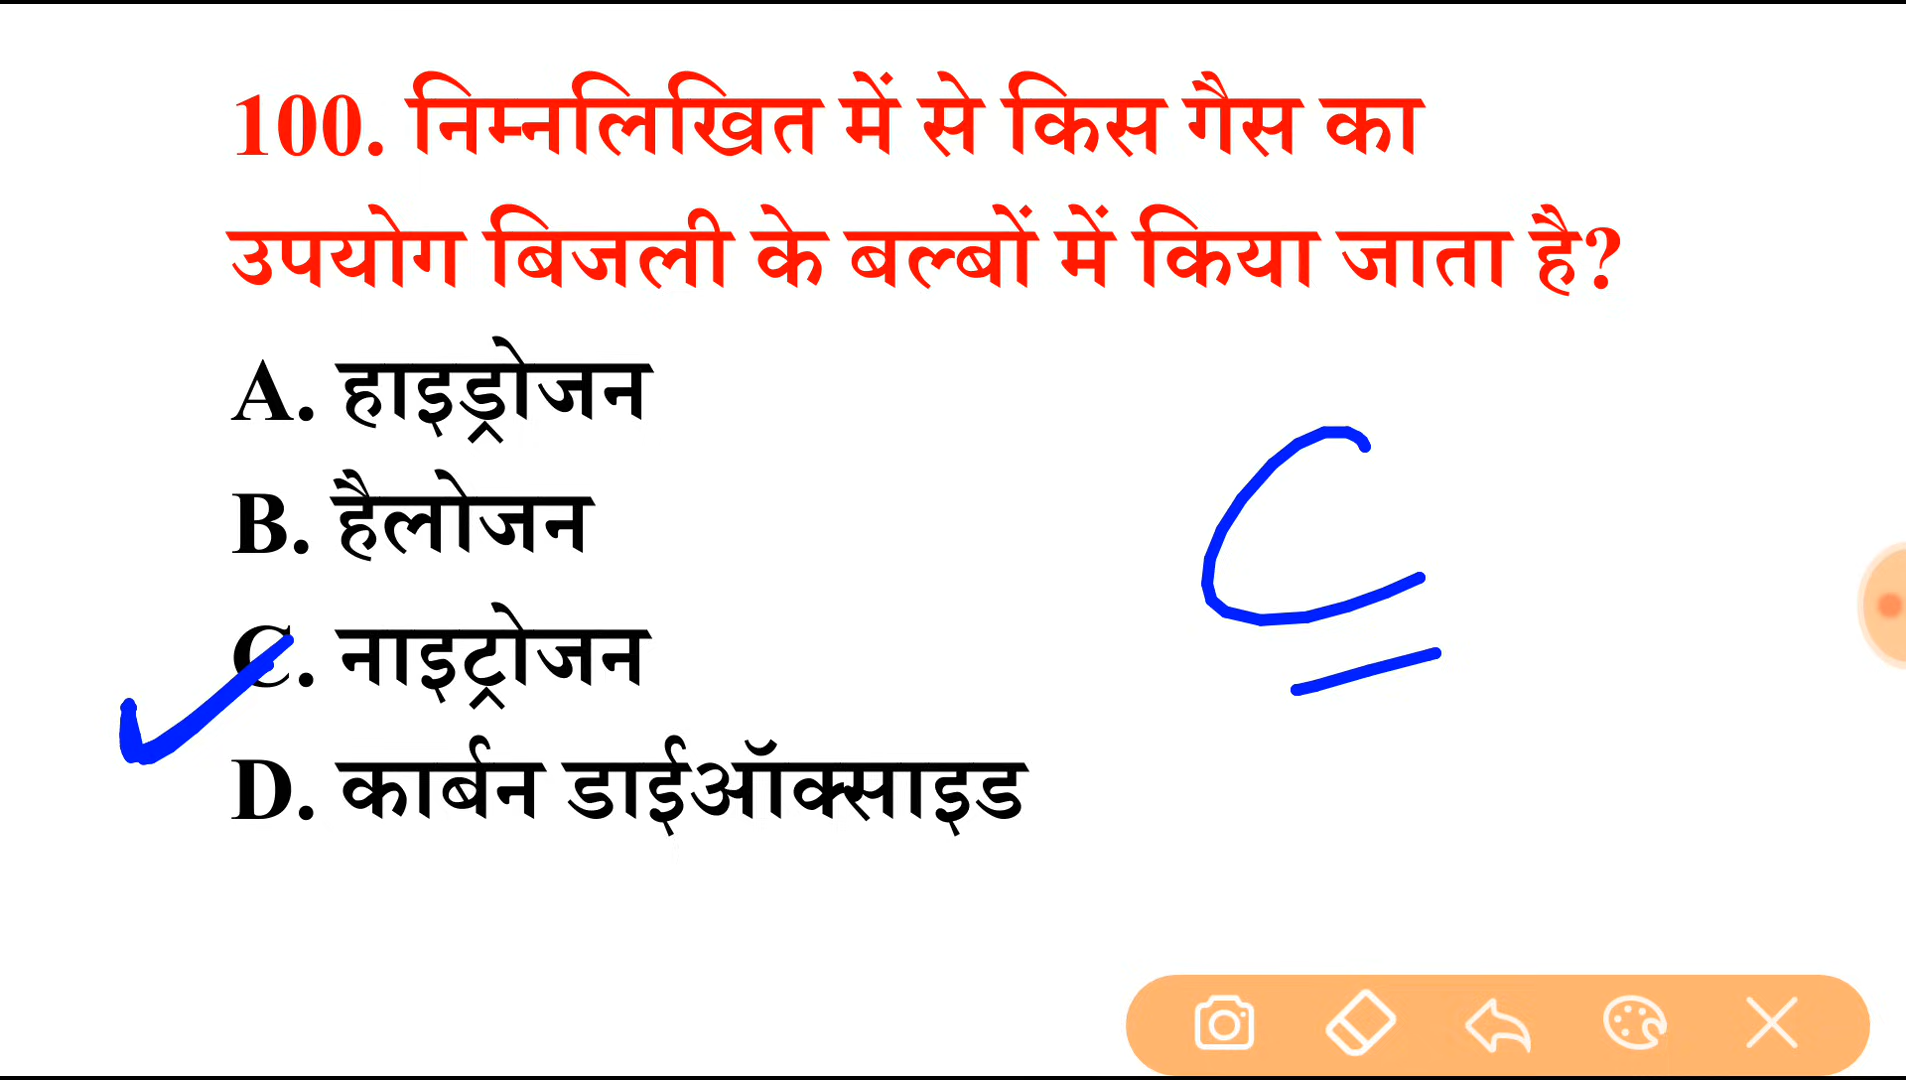 100. निम्नलिखित में से किस गैस का
उपयोग बिजली के बल्बों में किया जाता है?
A. हाइड्रोजन
B. हैलोजन
C. नाइट्रोजन
D. कार्बन डाईऑक्साइड
C